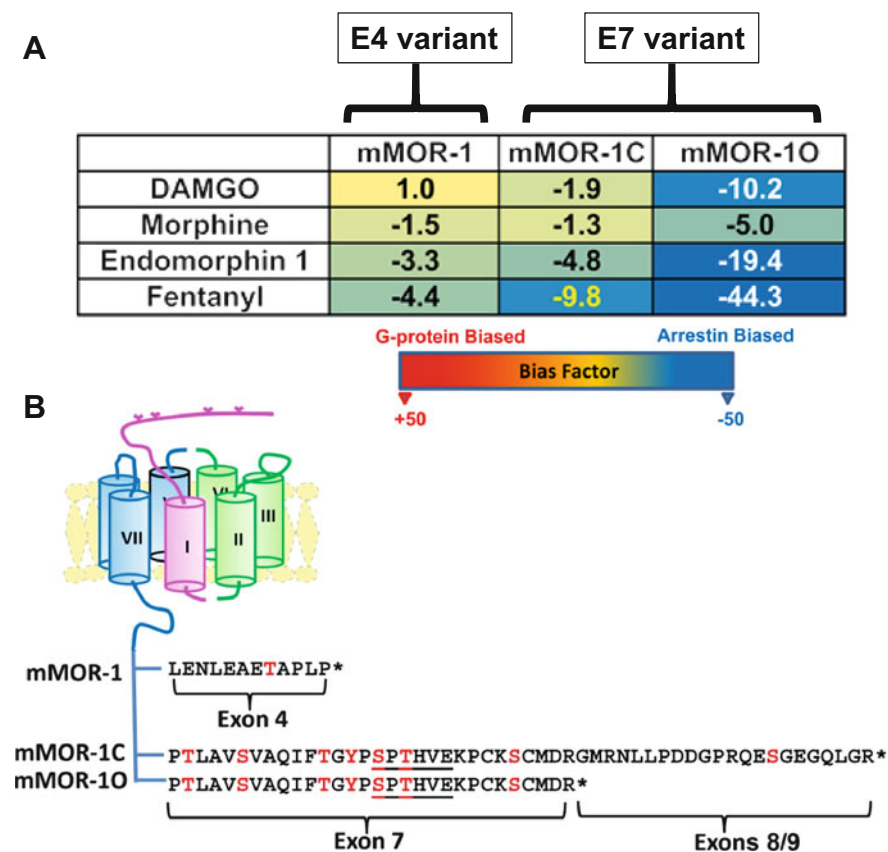 A
E4 variant
E7 variant
mMOR-1 mMOR-1C mMOR-1O
DAMGO 1.0 -1.9 -10.2
Morphine -1.5 -1.3 -5.0
Endomorphin 1 -3.3 -4.8 -19.4
Fentanyl -4.4 -9.8 -44.3
G-protein Biased Arrestin Biased
Bias Factor
+50 -50
B
VII I II III
mMOR-1 LENLEAETAPLP*
Exon 4
mMOR-1C PTLAVSVAQIFTGYPSPTHVEKPCKSCMDRGMRNLLPDDGPRQESGEGQLGR*
mMOR-1O PTLAVSVAQIFTGYPSPTHVEKPCKSCMDR*
Exon 7 Exons 8/9